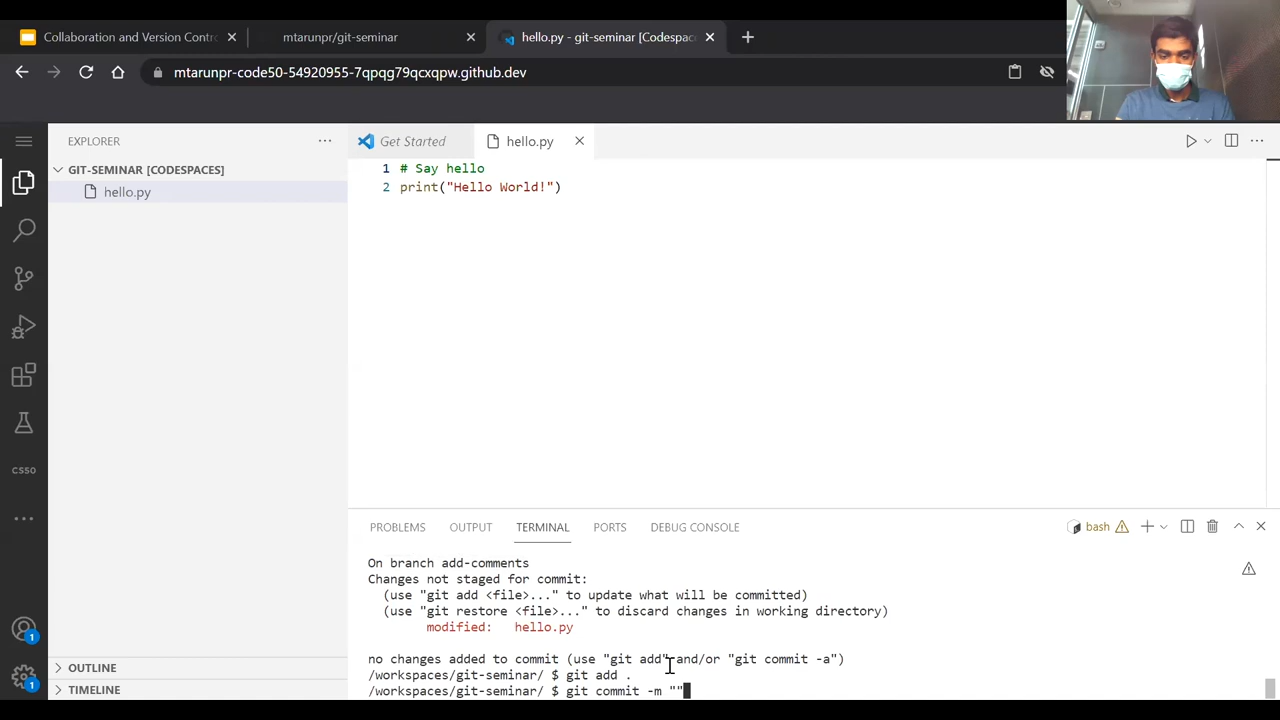 Collaboration and Version Contro
mtarunpr/git-seminar
hello.py - git-seminar [Codespac
mtarunpr-code50-54920955-7qpqg79qcxqpw.github.dev
EXPLORER
GIT-SEMINAR [CODESPACES]
hello.py
Get Started
hello.py
1 # Say hello
2 print("Hello World!")
CS50
1
1
OUTLINE
TIMELINE
PROBLEMS
OUTPUT
TERMINAL
PORTS
DEBUG CONSOLE
bash
On branch add-comments
Changes not staged for commit:
(use "git add <file>..." to update what will be committed)
(use "git restore <file>..." to discard changes in working directory)
modified: hello.py
no changes added to commit (use "git add" and/or "git commit -a")
/workspaces/git-seminar/ $ git add .
/workspaces/git-seminar/ $ git commit -m ""